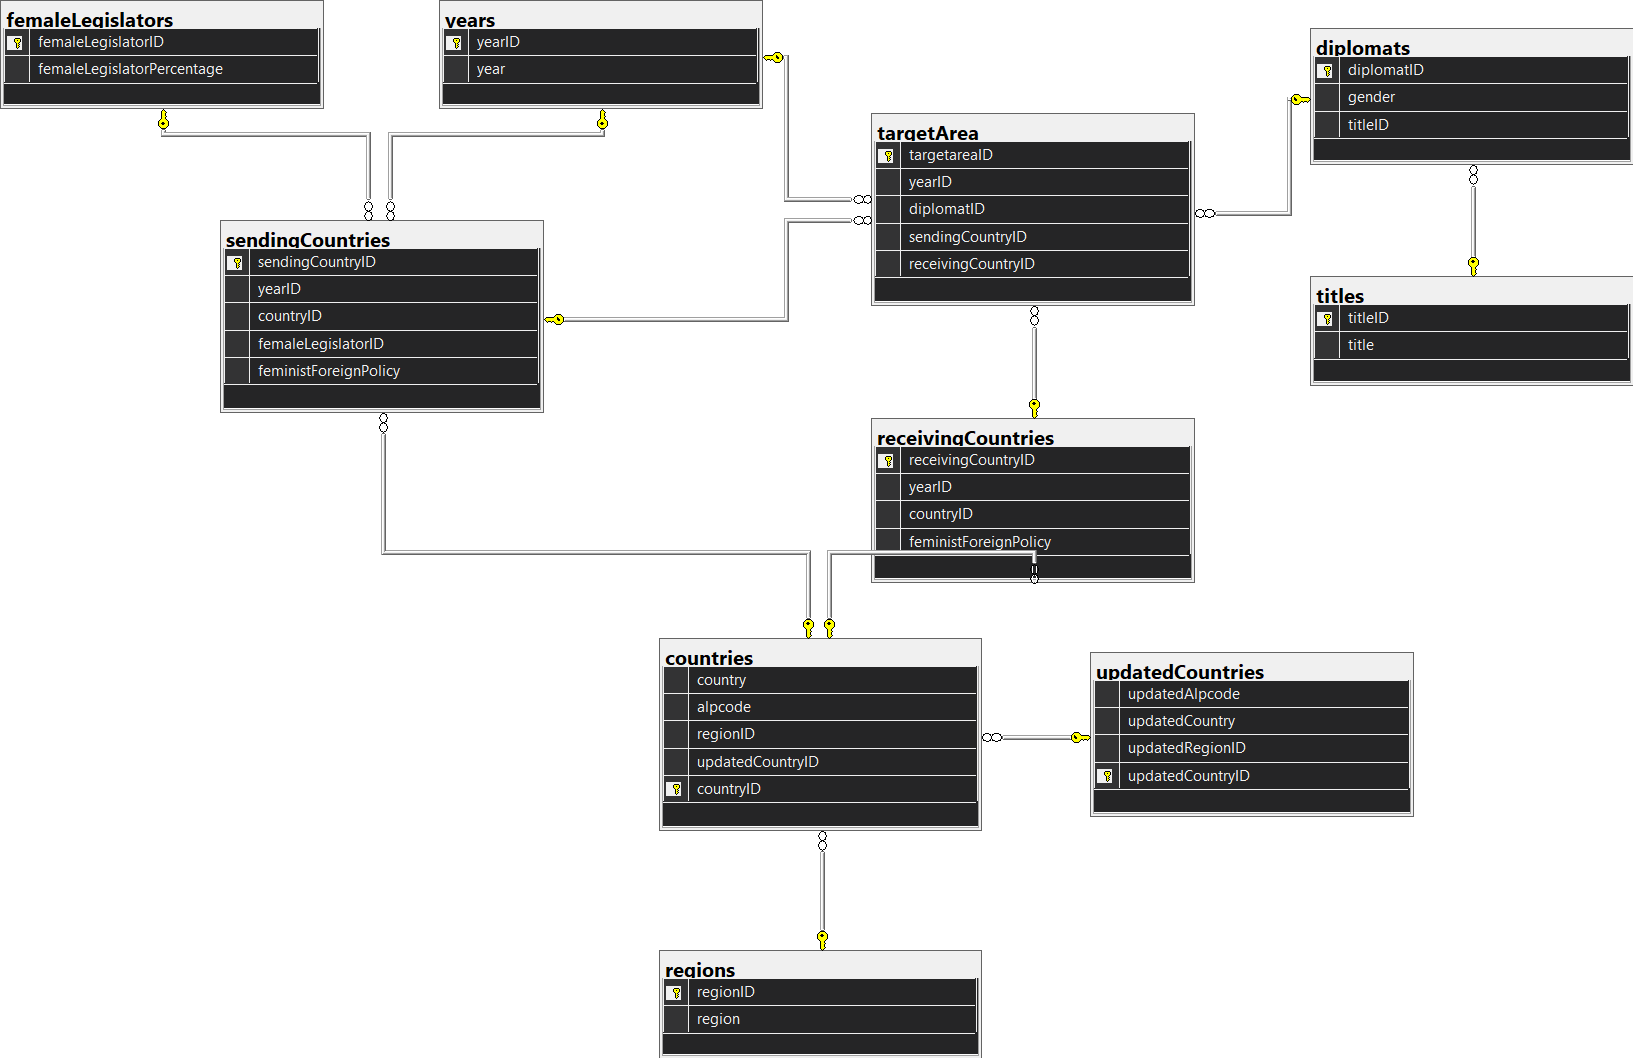 femaleLegislators
femaleLegislatorID
femaleLegislatorPercentage
years
yearID
year
diplomats
diplomatID
gender
titleID
targetArea
targetareaID
yearID
diplomatID
sendingCountryID
receivingCountryID
sendingCountries
sendingCountryID
yearID
countryID
femaleLegislatorID
feministForeignPolicy
titles
titleID
title
receivingCountries
receivingCountryID
yearID
countryID
feministForeignPolicy
countries
country
alpcode
regionID
updatedCountryID
countryID
updatedCountries
updatedAlpcode
updatedCountry
updatedRegionID
updatedCountryID
regions
regionID
region